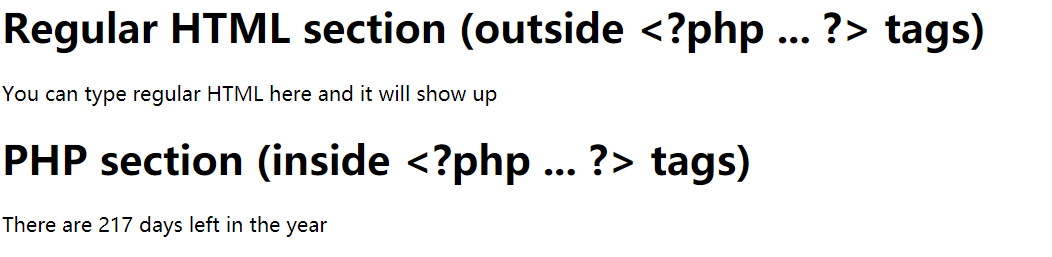 Regular HTML section (outside <?php ... ?> tags)
You can type regular HTML here and it will show up
PHP section (inside <?php ... ?> tags)
There are 217 days left in the year